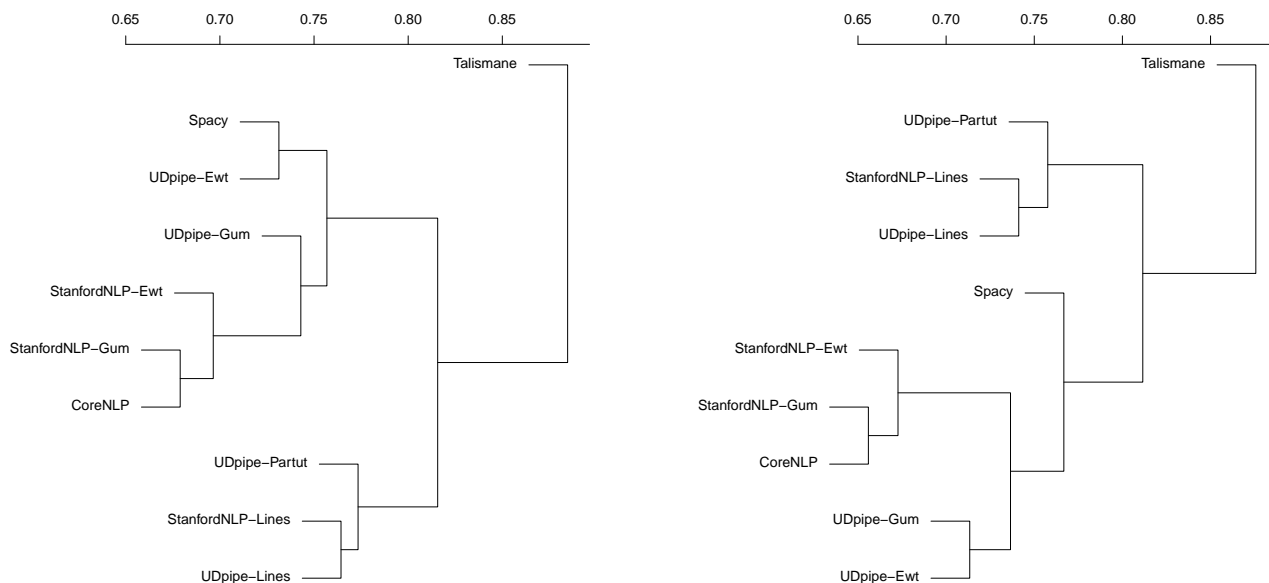 0.65 0.70 0.75 0.80 0.85
Talismane
Spacy
UDpipe−Ewt
UDpipe−Gum
StanfordNLP−Ewt
StanfordNLP−Gum
CoreNLP
UDpipe−Partut
StanfordNLP−Lines
UDpipe−Lines
0.65 0.70 0.75 0.80 0.85
Talismane
UDpipe−Partut
StanfordNLP−Lines
UDpipe−Lines
Spacy
StanfordNLP−Ewt
StanfordNLP−Gum
CoreNLP
UDpipe−Gum
UDpipe−Ewt